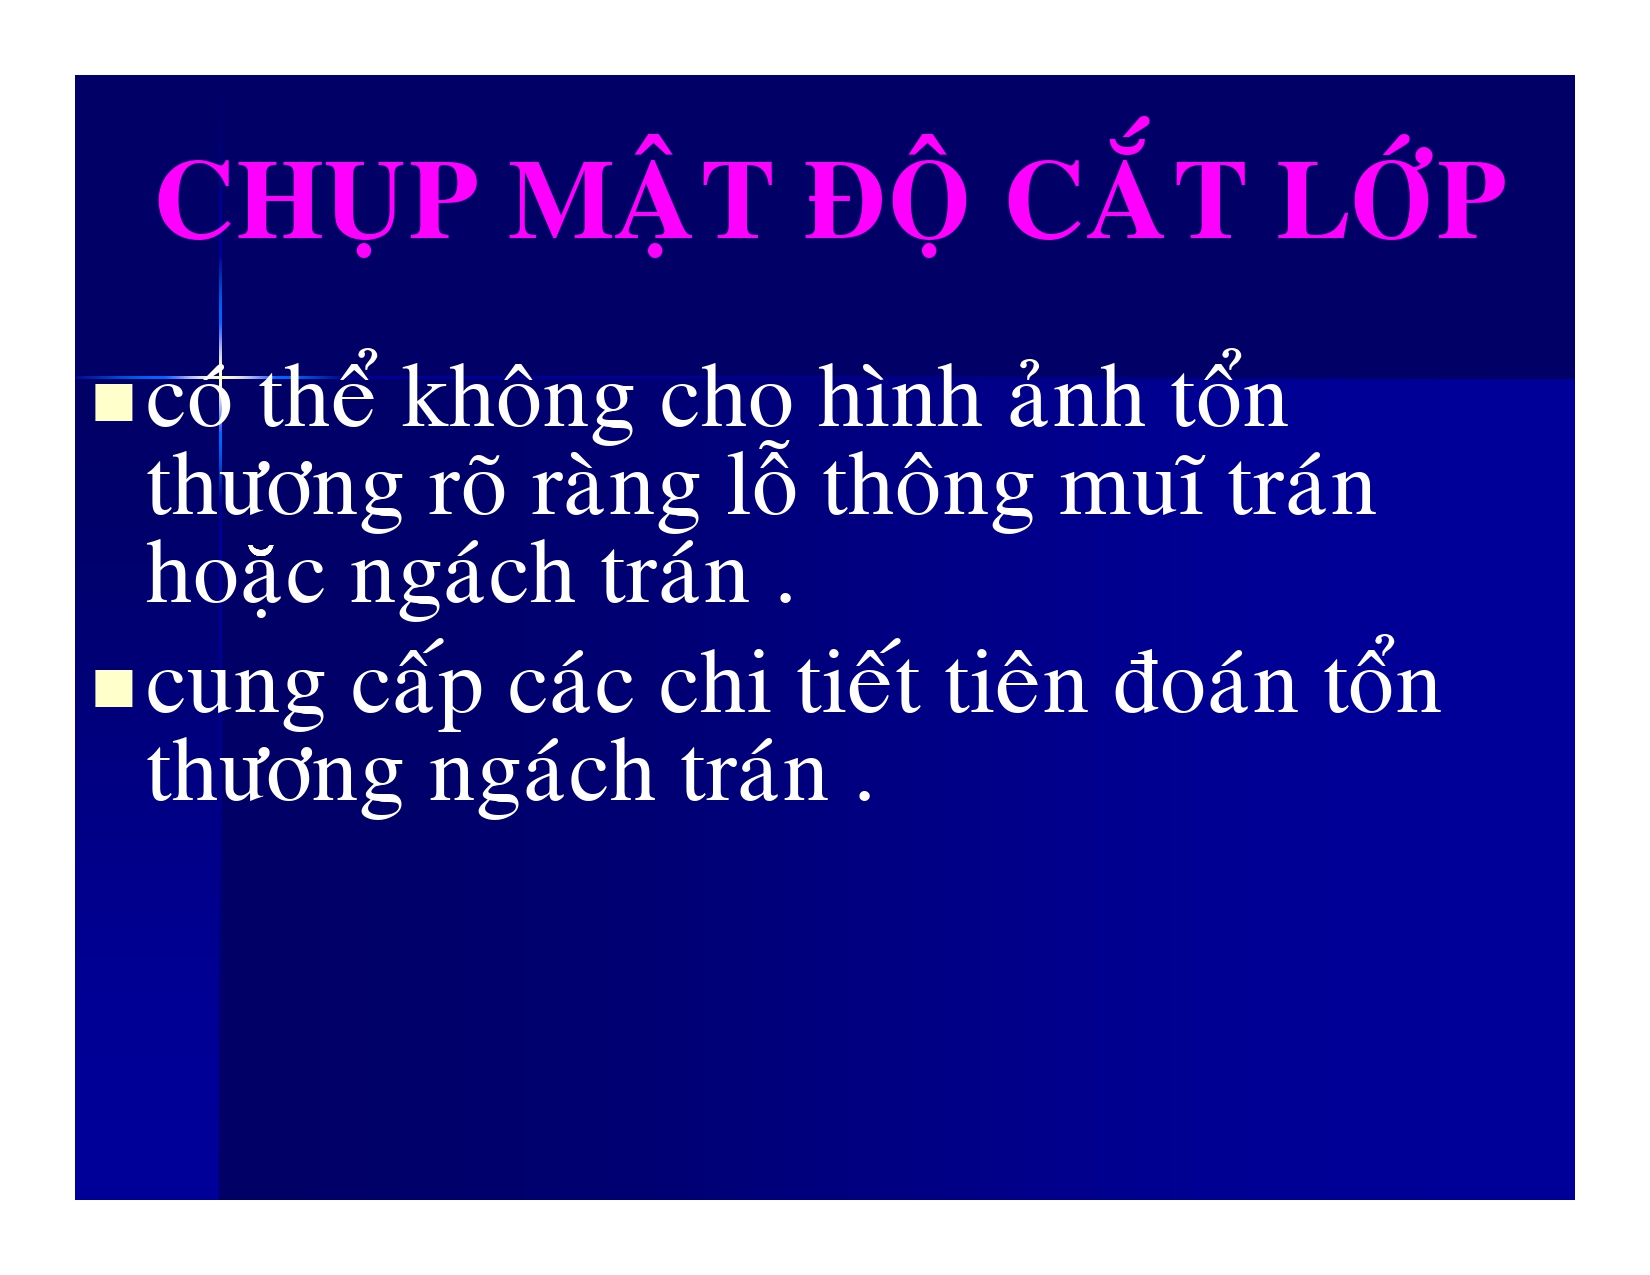 CHỤP MẬT ĐỘ CẮT LỚP
có thể không cho hình ảnh tổn
thương rõ ràng lỗ thông muĩ trán
hoặc ngách trán .
cung cấp các chi tiết tiên đoán tổn
thương ngách trán .